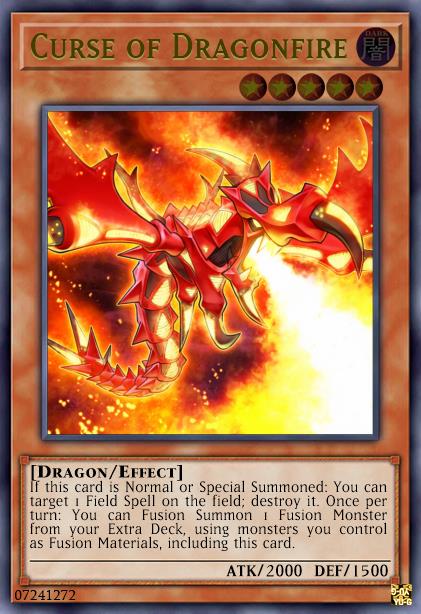 CURSE OF DRAGONFIRE
DARK
闇
[DRAGON/EFFECT]
If this card is Normal or Special Summoned: You can
target 1 Field Spell on the field; destroy it. Once per
turn: You can Fusion Summon 1 Fusion Monster
from your Extra Deck, using monsters you control
as Fusion Materials, including this card.
ATK/2000 DEF/1500
07241272